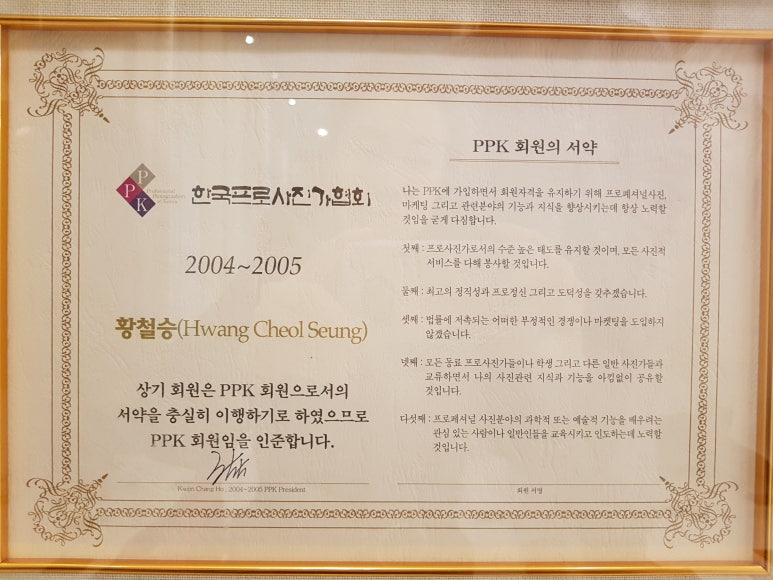 PPK
Professional
Photographers
한국프로사진가협회
2004~2005
황철승(Hwang Cheol Seung)
상기 회원은 PPK 회원으로서의
서약을 충실히 이행하기로 하였으므로
PPK 회원임을 인준합니다.
Kwon Chang Ho, 2004~2005 PPK President
PPK 회원의 서약
나는 PPK에 가입하면서 회원자격을 유지하기 위해 프로페셔널사진,
마케팅 그리고 관련분야의 기능과 지식을 향상시키는데 항상 노력할
것임을 굳게 다짐합니다.
첫째 : 프로사진가로서의 수준 높은 태도를 유지할 것이며, 모든 사진적
서비스를 다해 봉사할 것입니다.
둘째 : 최고의 정직성과 프로정신 그리고 도덕성을 갖추겠습니다.
셋째 : 법률에 저촉되는 어떠한 부정적인 경쟁이나 마케팅을 도입하지
않겠습니다.
넷째 : 모든 동료 프로사진가들이나 학생 그리고 다른 일반 사진가들과
교류하면서 나의 사진관련 지식과 기능을 아낌없이 공유할
것입니다.
다섯째 : 프로페셔널 사진분야의 과학적 또는 예술적 기능을 배우려는
관심 있는 사람이나 일반인들을 교육시키고 인도하는데 노력할
것입니다.
회원 서명